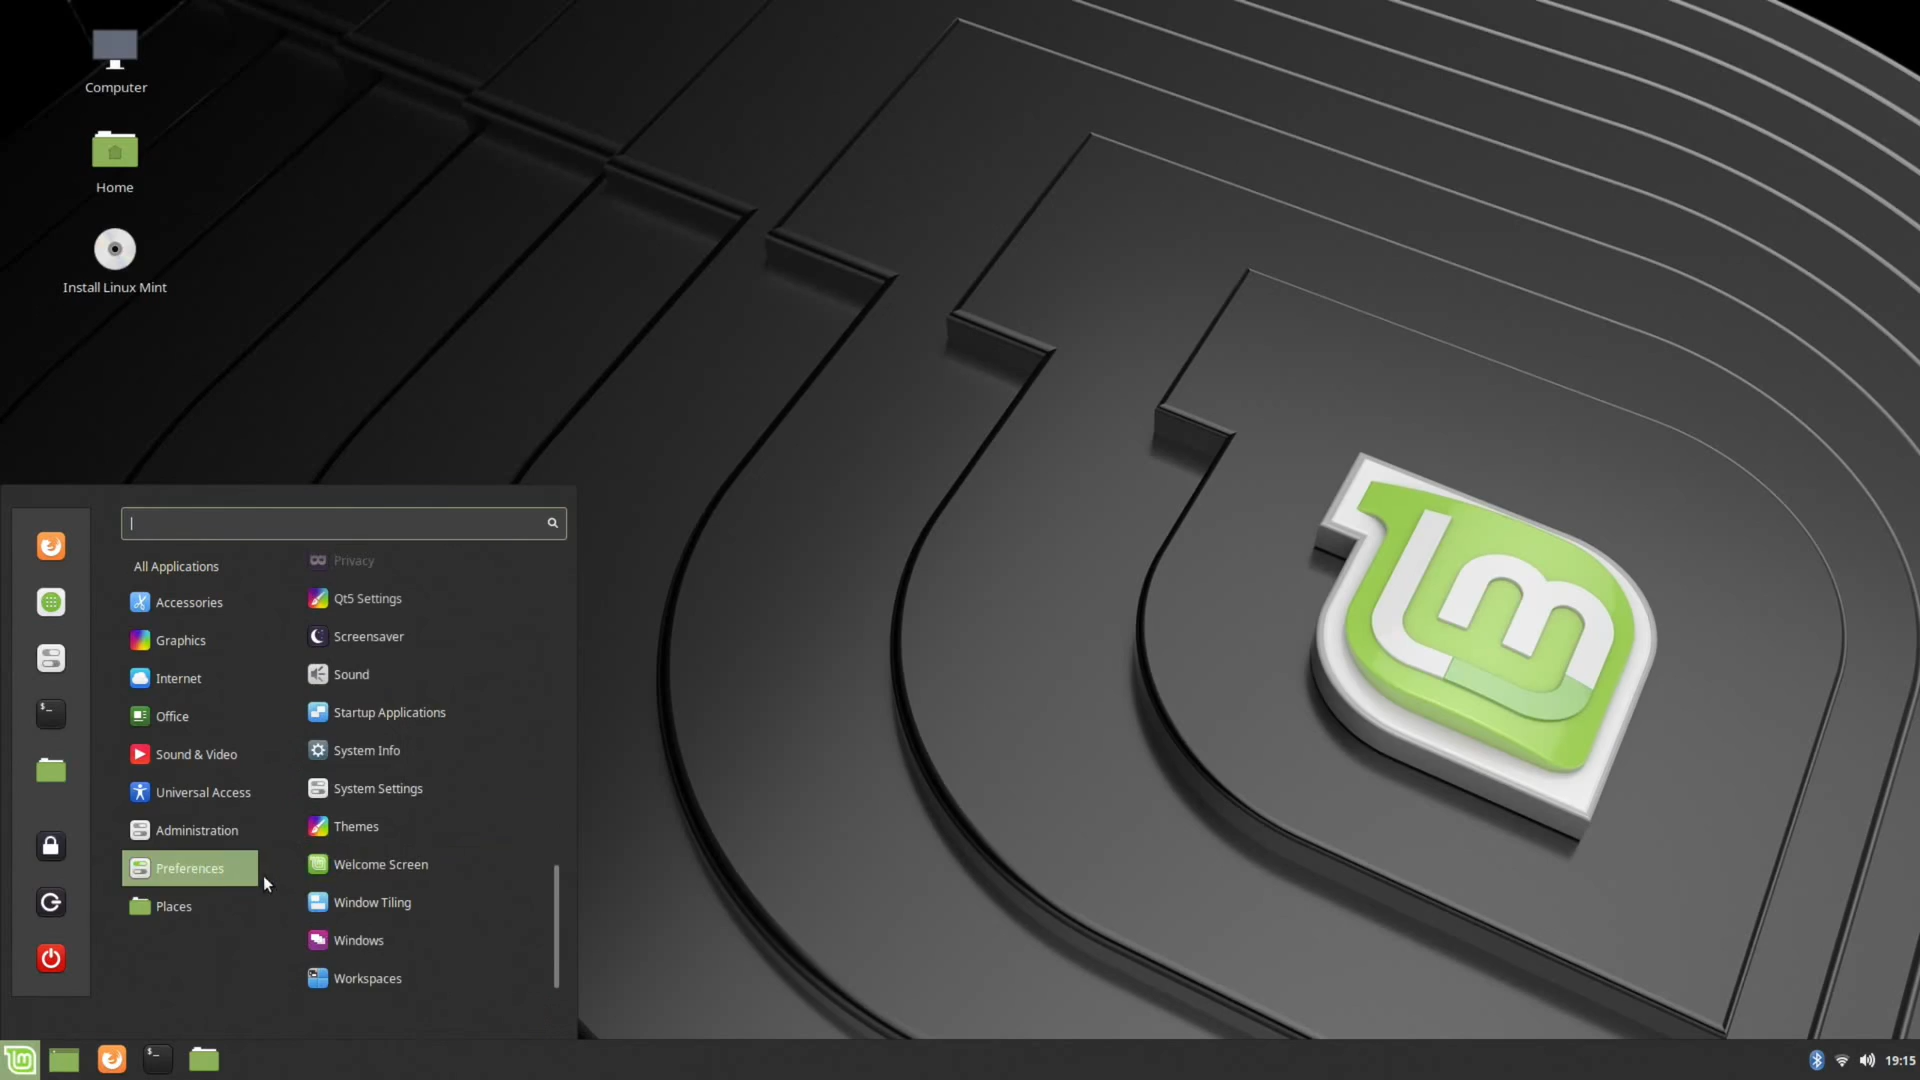 Computer
Home
Install Linux Mint
All Applications
Accessories
Graphics
Internet
Office
Sound & Video
Universal Access
Administration
Preferences
Places
Privacy
Qt5 Settings
Screensaver
Sound
Startup Applications
System Info
System Settings
Themes
Welcome Screen
Window Tiling
Windows
Workspaces
19:15